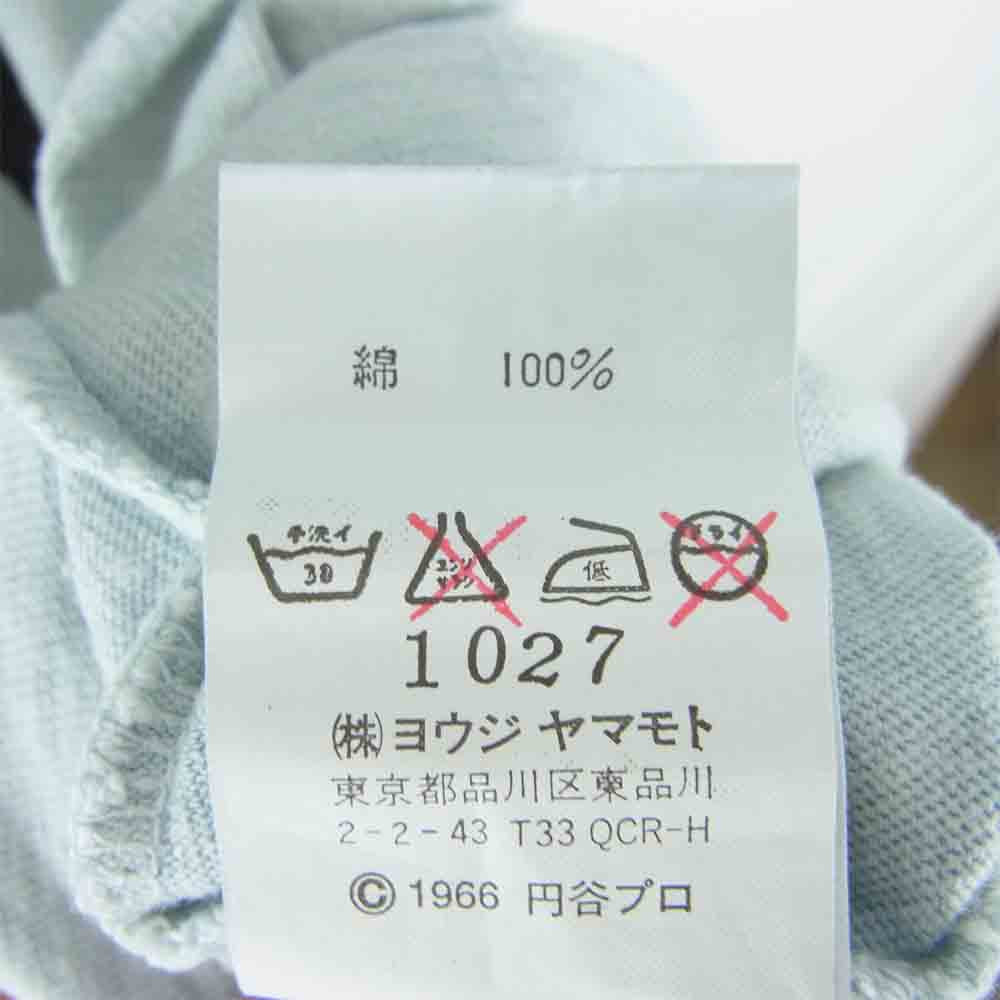 綿 100%
手洗イ
30
エンソ
サラシ
低
ドライ
1027
(株)ヨウジ ヤマモト
東京都品川区東品川
2-2-43 T33 QCR-H
©1966 円谷プロ